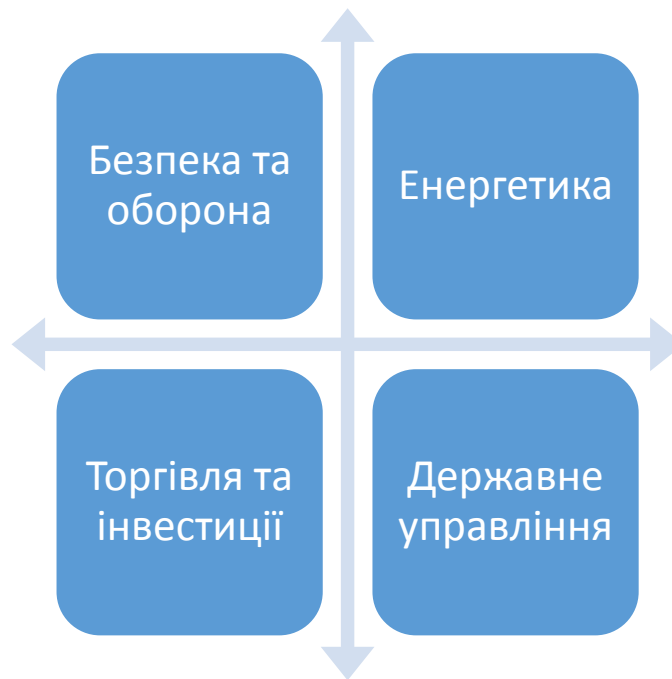 Безпека та
оборона
Енергетика
Торгівля та
інвестиції
Державне
управління